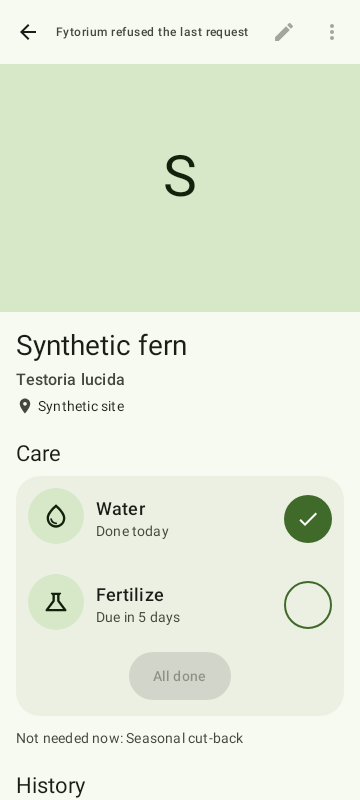 Fytorium refused the last request
S
Synthetic fern
Testoria lucida
Synthetic site
Care
Water
Done today
Fertilize
Due in 5 days
All done
Not needed now: Seasonal cut-back
History